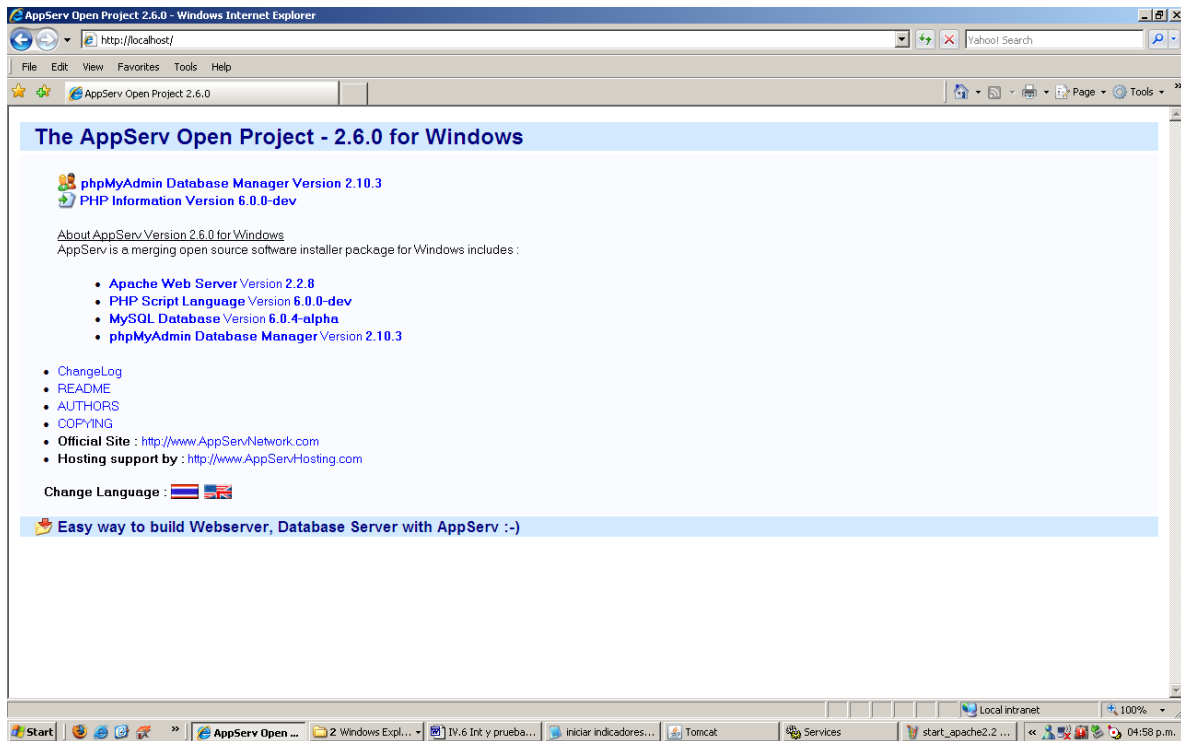 AppServ Open Project 2.6.0 - Windows Internet Explorer
http://localhost/
Yahoo! Search
File Edit View Favorites Tools Help
AppServ Open Project 2.6.0
Page Tools
The AppServ Open Project - 2.6.0 for Windows
phpMyAdmin Database Manager Version 2.10.3
PHP Information Version 6.0.0-dev
About AppServ Version 2.6.0 for Windows
AppServ is a merging open source software installer package for Windows includes :
Apache Web Server Version 2.2.8
PHP Script Language Version 6.0.0-dev
MySQL Database Version 6.0.4-alpha
phpMyAdmin Database Manager Version 2.10.3
ChangeLog
README
AUTHORS
COPYING
Official Site : http://www.AppServNetwork.com
Hosting support by : http://www.AppServHosting.com
Change Language :
Easy way to build Webserver, Database Server with AppServ :-)
Local intranet 100%
Start AppServ Open ... 2 Windows Expl... IV.6 Int y prueba... iniciar indicadores... Tomcat Services start_apache2.2 ... 04:58 p.m.